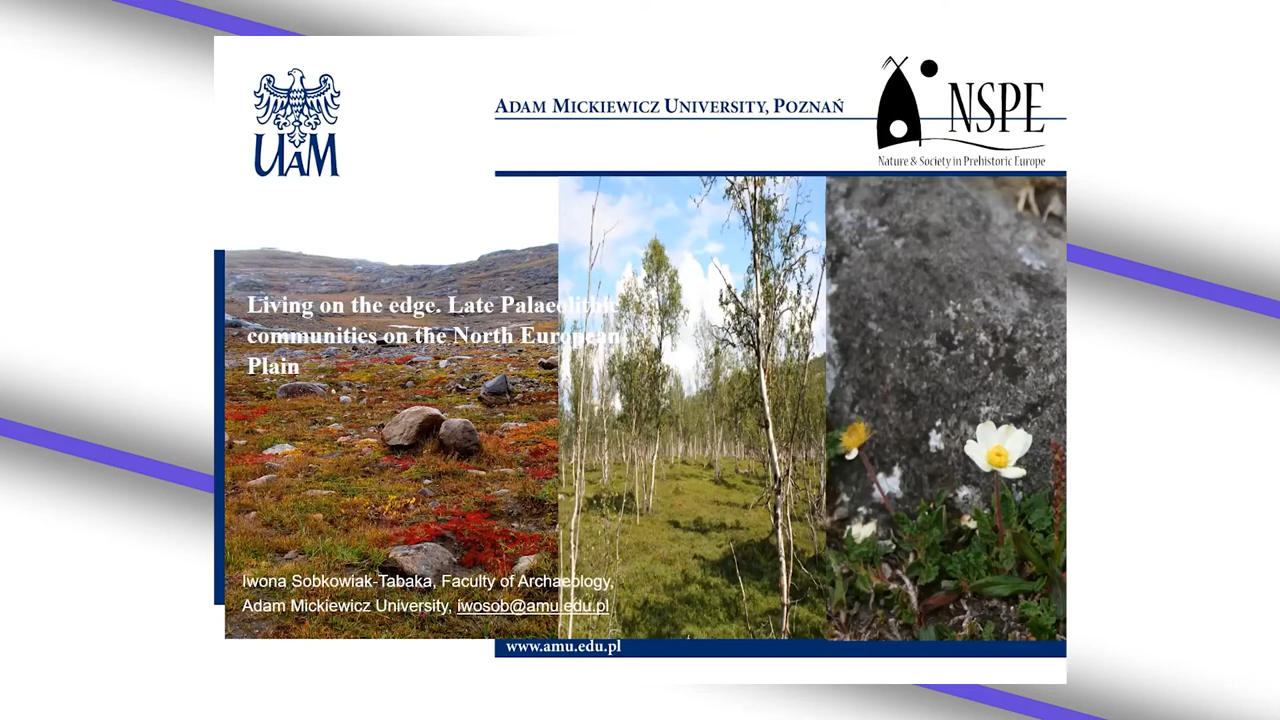 UAM
ADAM MICKIEWICZ UNIVERSITY, POZNAŃ
NSPE
Nature & Society in Prehistoric Europe
Living on the edge. Late Palaeolithic
communities on the North European
Plain
Iwona Sobkowiak-Tabaka, Faculty of Archaeology,
Adam Mickiewicz University, iwosob@amu.edu.pl
www.amu.edu.pl